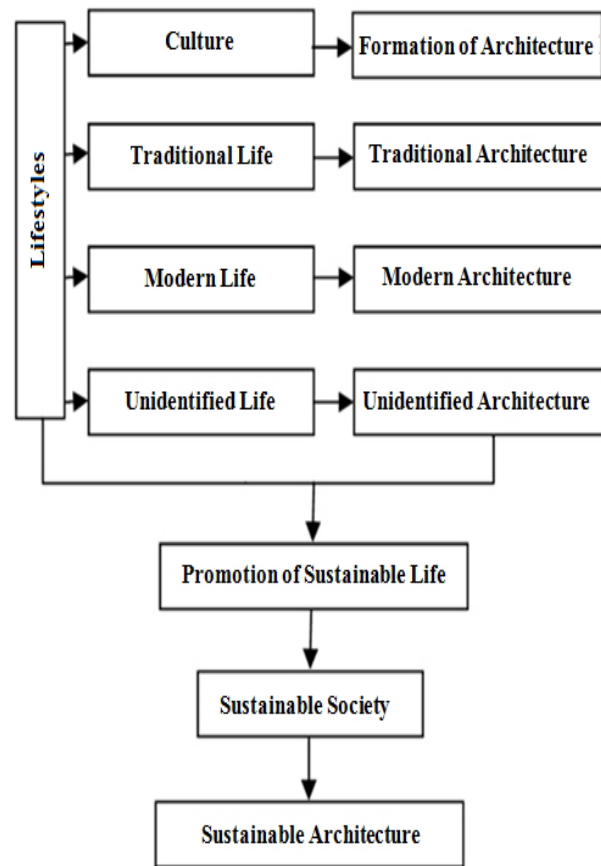 Lifestyles
Culture
Formation of Architecture
Traditional Life
Traditional Architecture
Modern Life
Modern Architecture
Unidentified Life
Unidentified Architecture
Promotion of Sustainable Life
Sustainable Society
Sustainable Architecture